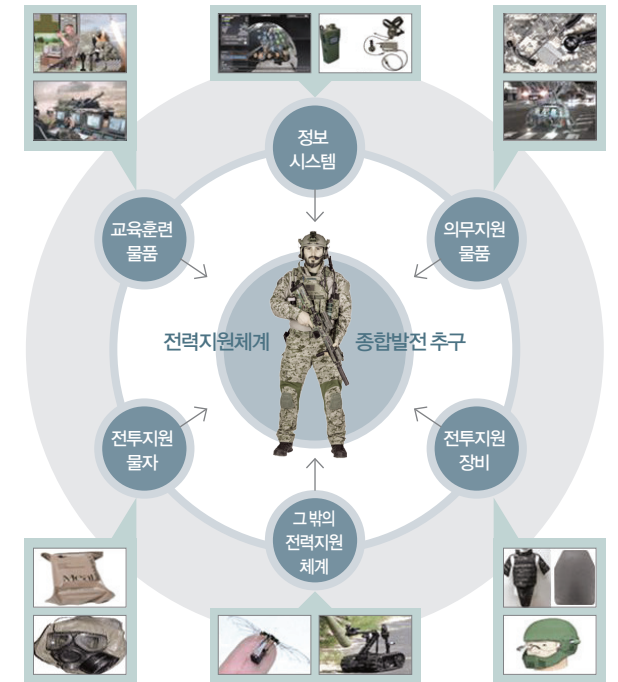 정보
시스템
교육훈련
물품
의무지원
물품
전력지원체계 종합발전 추구
전투지원
물자
전투지원
장비
그 밖의
전력지원
체계
Meal